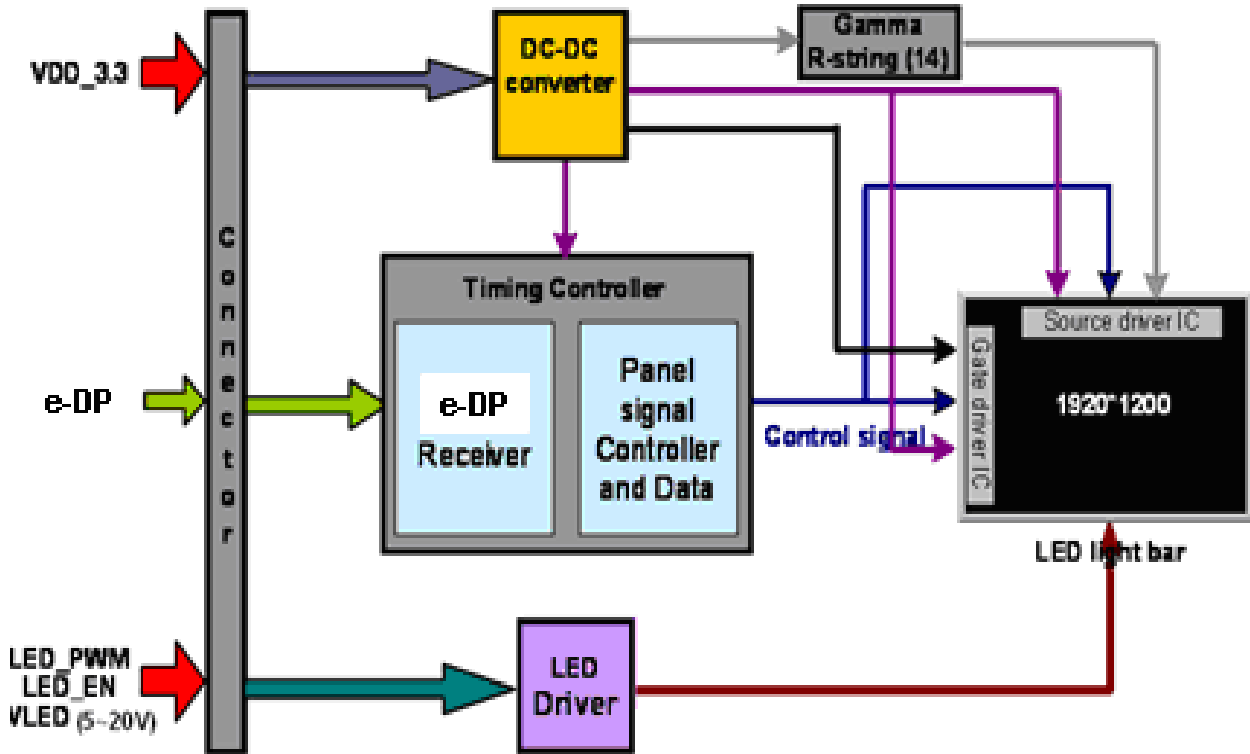 VDD_3.3
Connector
DC-DC
converter
Gamma
R-string (14)
Timing Controller
e-DP
e-DP
Receiver
Panel
signal
Controller
and Data
Control signal
Source driver IC
Gate driver IC
1920*1200
LED light bar
LED_PWM
LED_EN
VLED (5~20V)
LED
Driver